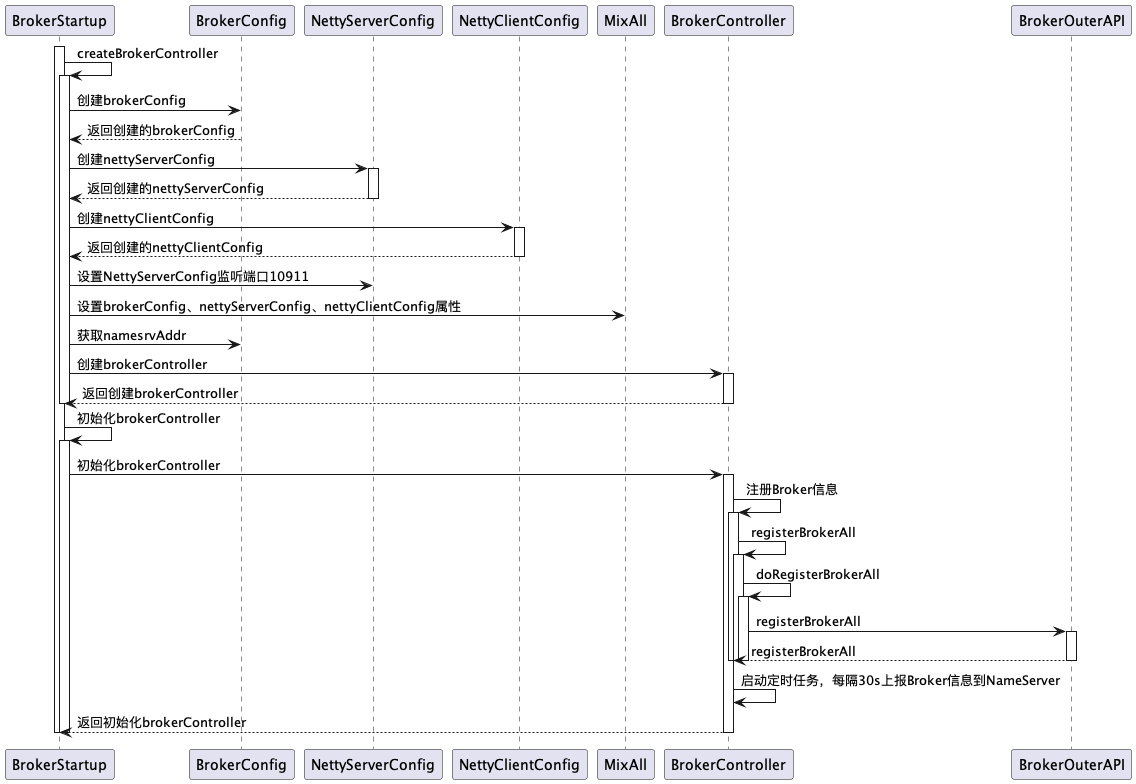 BrokerStartup
BrokerConfig
NettyServerConfig
NettyClientConfig
MixAll
BrokerController
BrokerOuterAPI
createBrokerController
创建brokerConfig
返回创建的brokerConfig
创建nettyServerConfig
返回创建的nettyServerConfig
创建nettyClientConfig
返回创建的nettyClientConfig
设置NettyServerConfig监听端口10911
设置brokerConfig、nettyServerConfig、nettyClientConfig属性
获取namesrvAddr
创建brokerController
返回创建brokerController
初始化brokerController
初始化brokerController
注册Broker信息
registerBrokerAll
doRegisterBrokerAll
registerBrokerAll
registerBrokerAll
启动定时任务，每隔30s上报Broker信息到NameServer
返回初始化brokerController
BrokerStartup
BrokerConfig
NettyServerConfig
NettyClientConfig
MixAll
BrokerController
BrokerOuterAPI